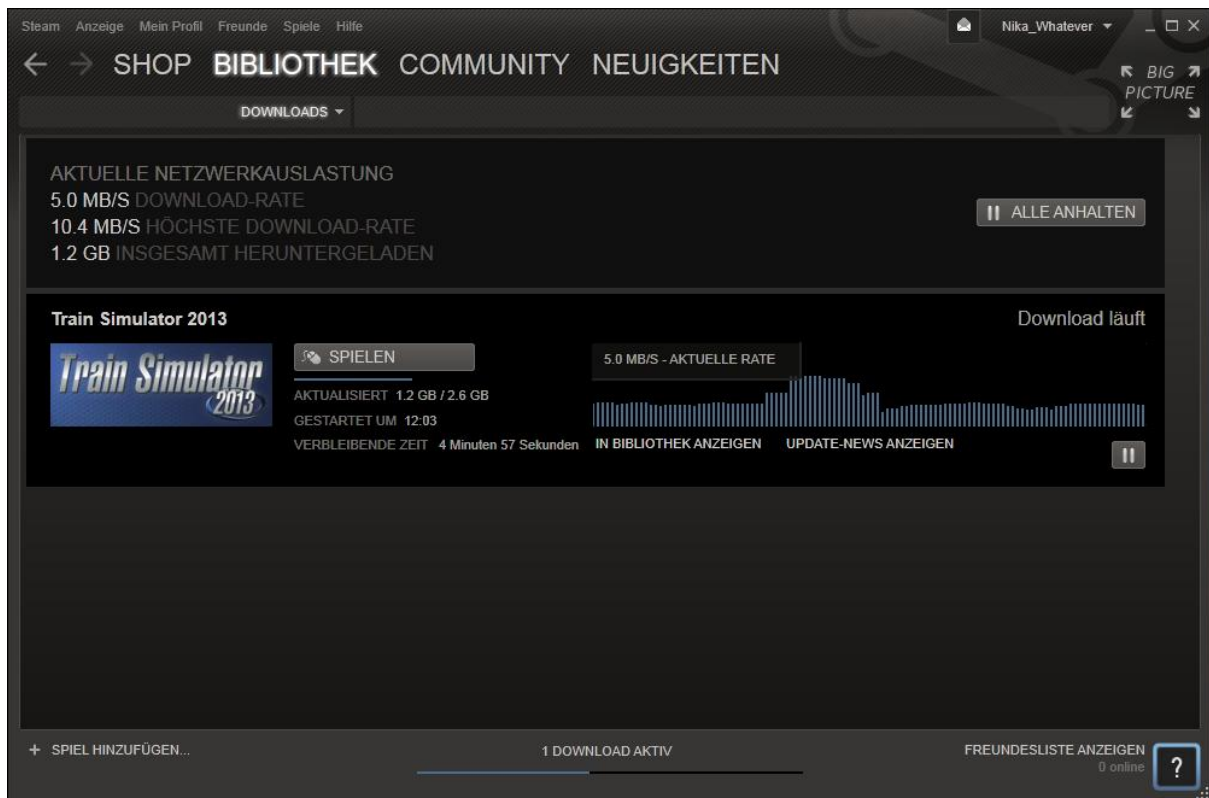 Steam Anzeige Mein Profil Freunde Spiele Hilfe
Nika_Whatever
SHOP BIBLIOTHEK COMMUNITY NEUIGKEITEN
BIG PICTURE
DOWNLOADS
AKTUELLE NETZWERKAUSLASTUNG
5.0 MB/S DOWNLOAD-RATE
10.4 MB/S HÖCHSTE DOWNLOAD-RATE
1.2 GB INSGESAMT HERUNTERGELADEN
ALLE ANHALTEN
Train Simulator 2013
Download läuft
Train Simulator
2013
SPIELEN
AKTUALISIERT 1.2 GB / 2.6 GB
GESTARTET UM 12:03
VERBLEIBENDE ZEIT 4 Minuten 57 Sekunden
5.0 MB/S - AKTUELLE RATE
IN BIBLIOTHEK ANZEIGEN UPDATE-NEWS ANZEIGEN
+ SPIEL HINZUFÜGEN...
1 DOWNLOAD AKTIV
FREUNDESLISTE ANZEIGEN
0 online
?